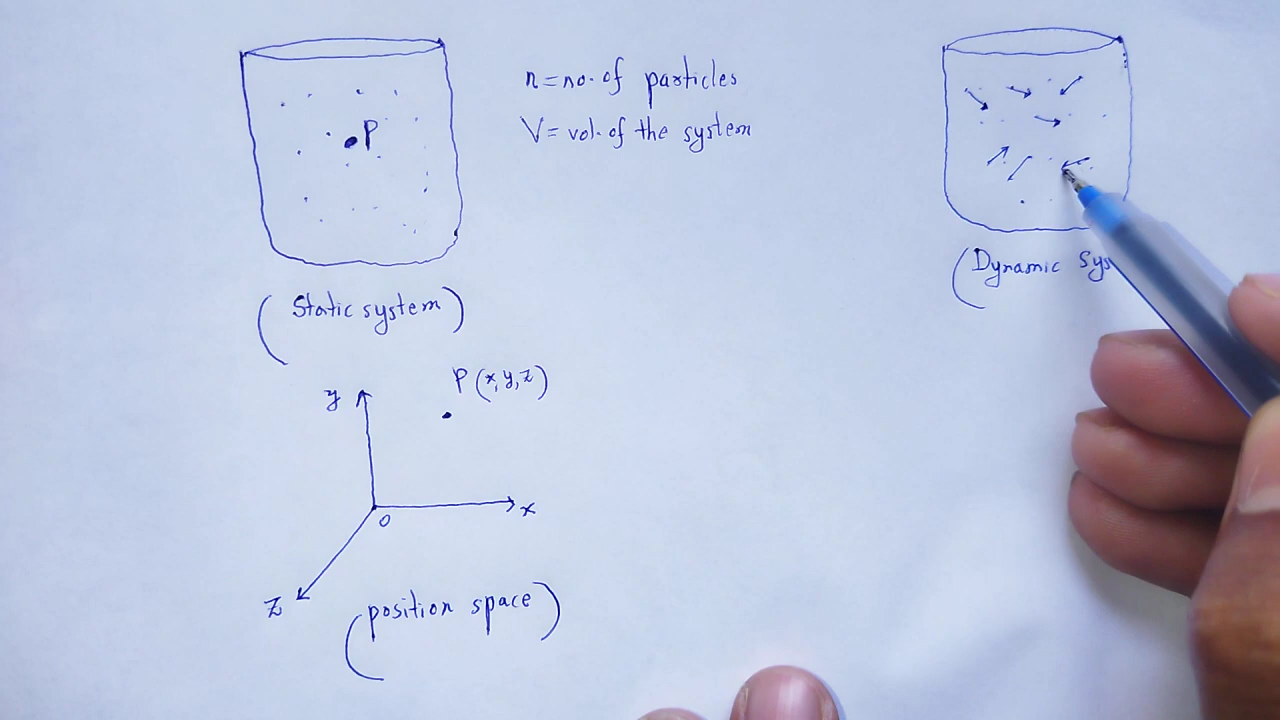 P
n=no. of particles
V= vol. of the system
(Static system)
(Dynamic Sys
P(x,y,z)
y
O
x
z
(position space)